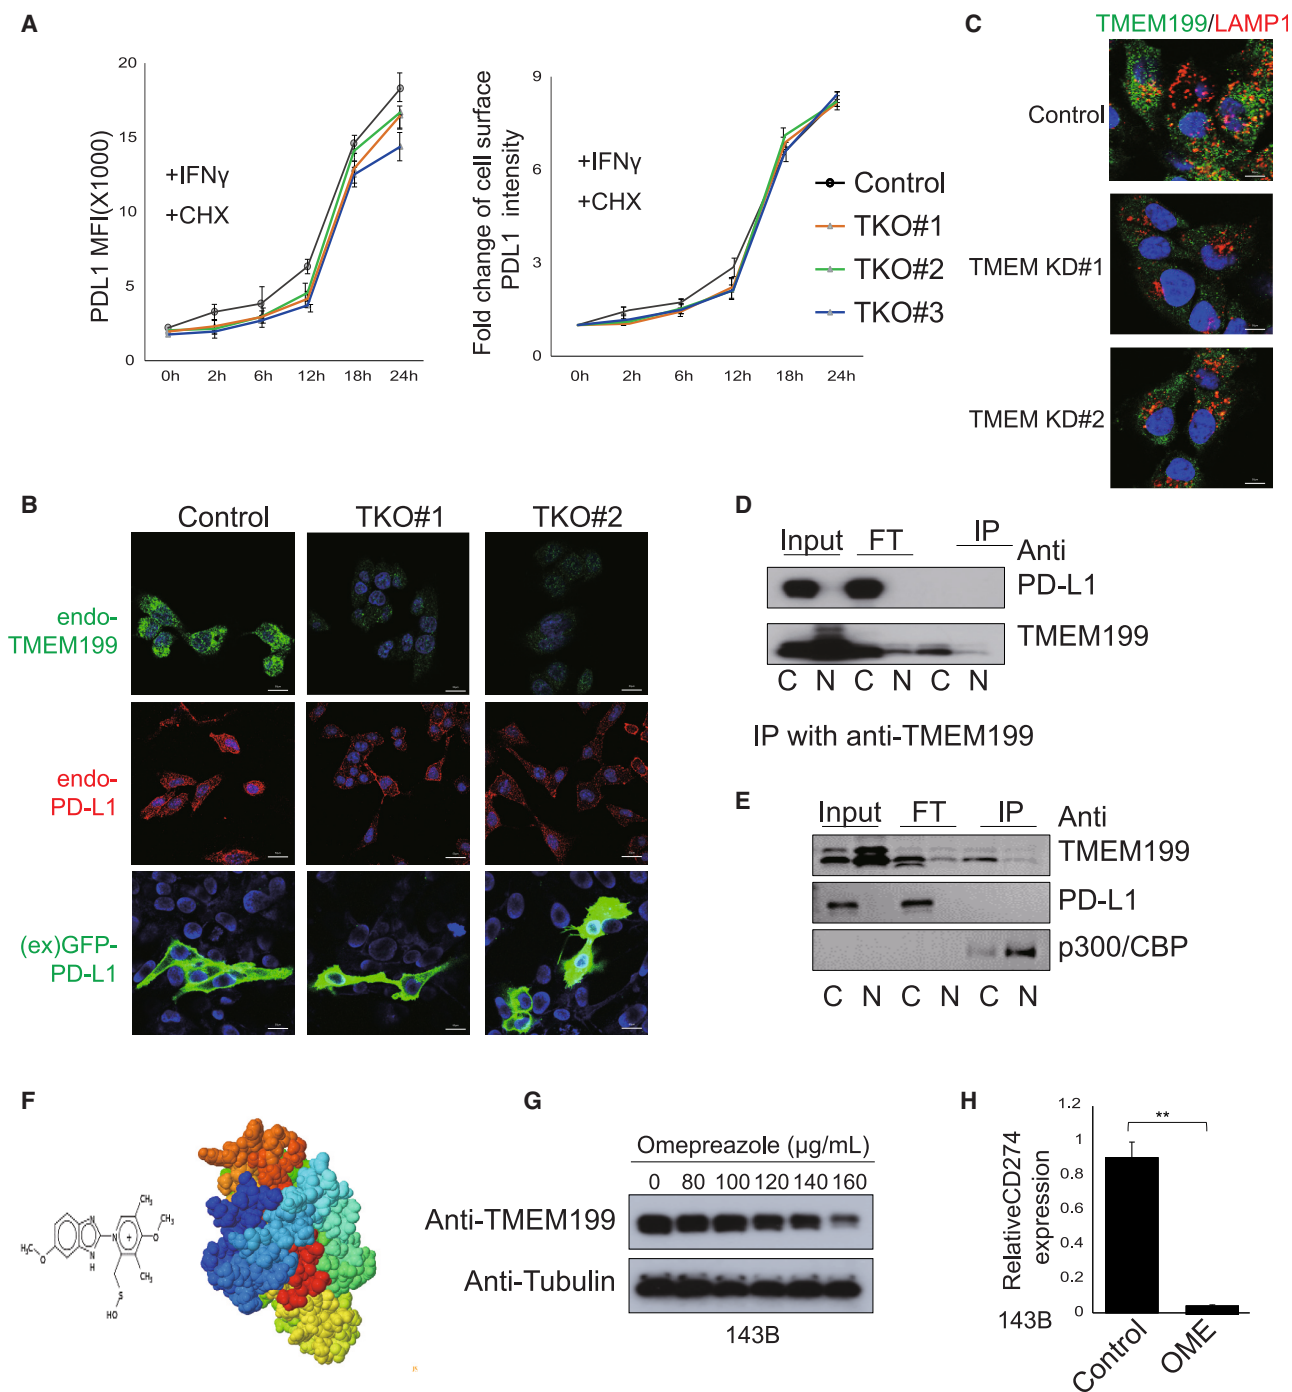 A
PDL1 MFI(X1000)
20
15
10
5
0
+IFNγ
+CHX
0h 2h 6h 12h 18h 24h
Fold change of cell surface
PDL1 intensity
9
6
3
0
+IFNγ
+CHX
0h 2h 6h 12h 18h 24h
Control
TKO#1
TKO#2
TKO#3
C
TMEM199/LAMP1
Control
TMEM KD#1
TMEM KD#2
B
Control TKO#1 TKO#2
endo-
TMEM199
endo-
PD-L1
(ex)GFP-
PD-L1
D
Input FT IP
Anti
PD-L1
TMEM199
C N C N C N
IP with anti-TMEM199
E
Input FT IP Anti
TMEM199
PD-L1
p300/CBP
C N C N C N
F
CH₃
CH₃
O
N
N
+
O
H₃C
O
N
H
CH₃
S
HO
G
Omepreazole (μg/mL)
0 80 100 120 140 160
Anti-TMEM199
Anti-Tubulin
143B
H
RelativeCD274
expression
1.2
1
0.8
0.6
0.4
0.2
0
**
143B
Control
OME